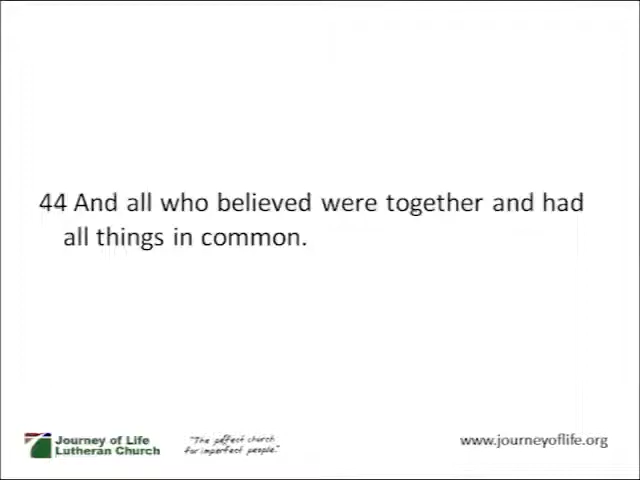 44 And all who believed were together and had
all things in common.
Journey of Life
Lutheran Church
"The perfect church
for imperfect people."
www.journeyoflife.org